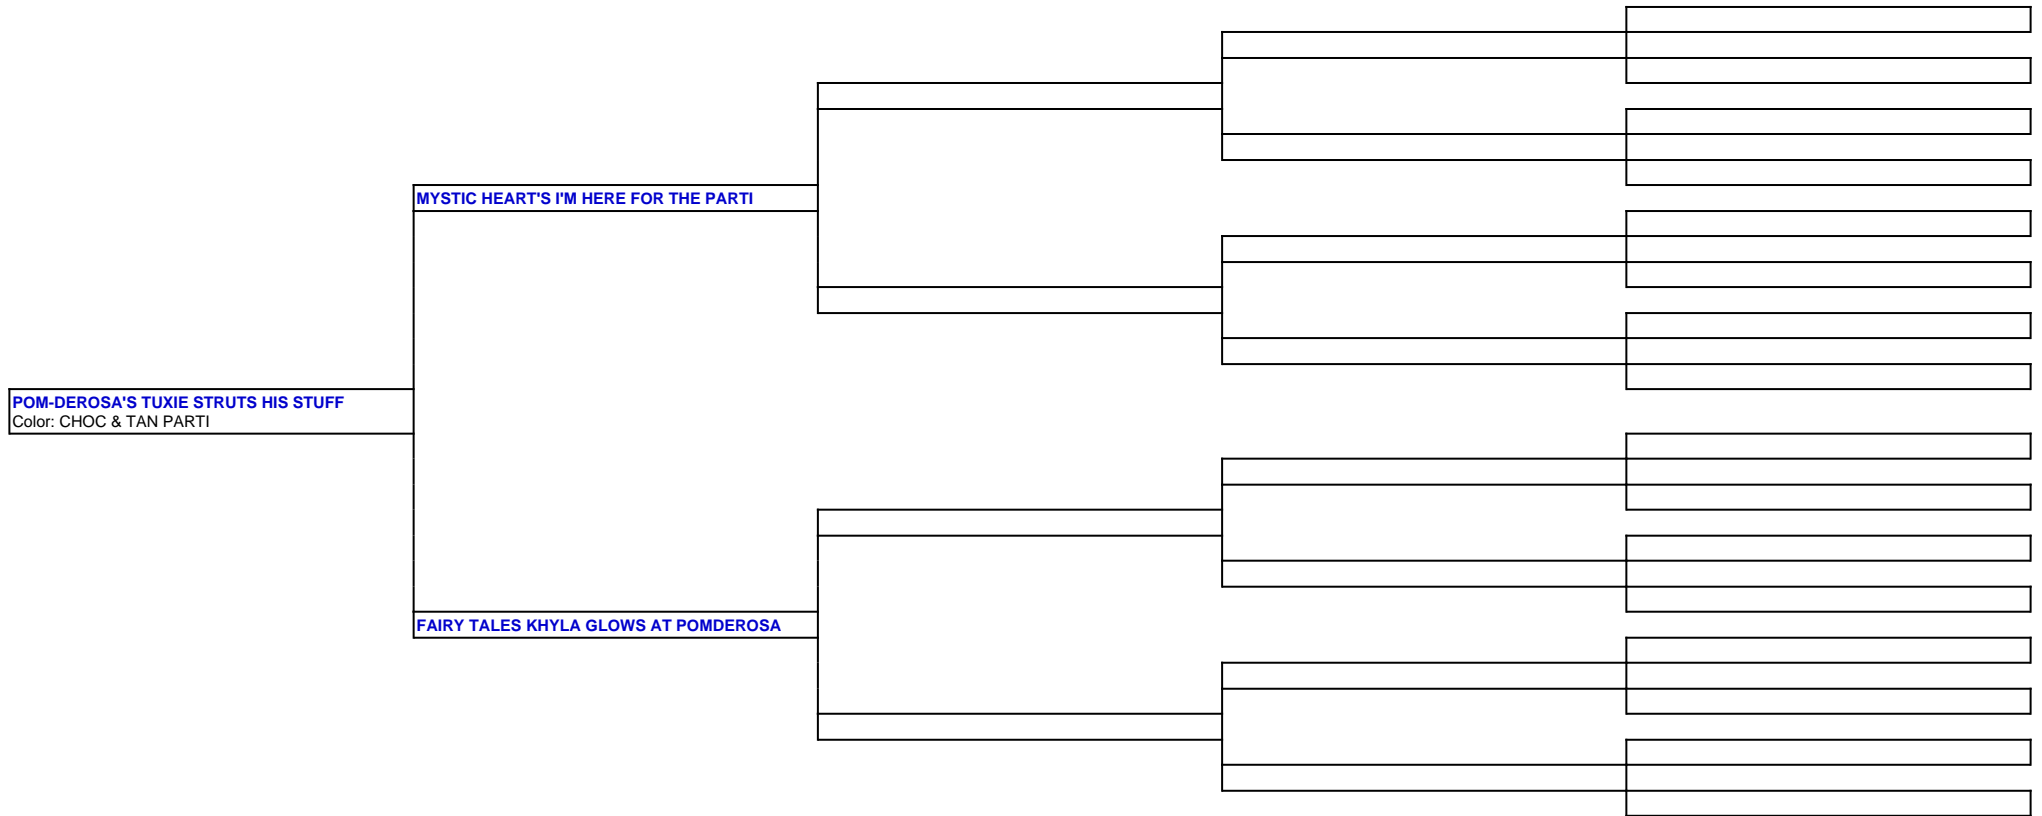 MYSTIC HEART'S I'M HERE FOR THE PARTI
POM-DEROSA'S TUXIE STRUTS HIS STUFF
Color: CHOC & TAN PARTI
FAIRY TALES KHYLA GLOWS AT POMDEROSA